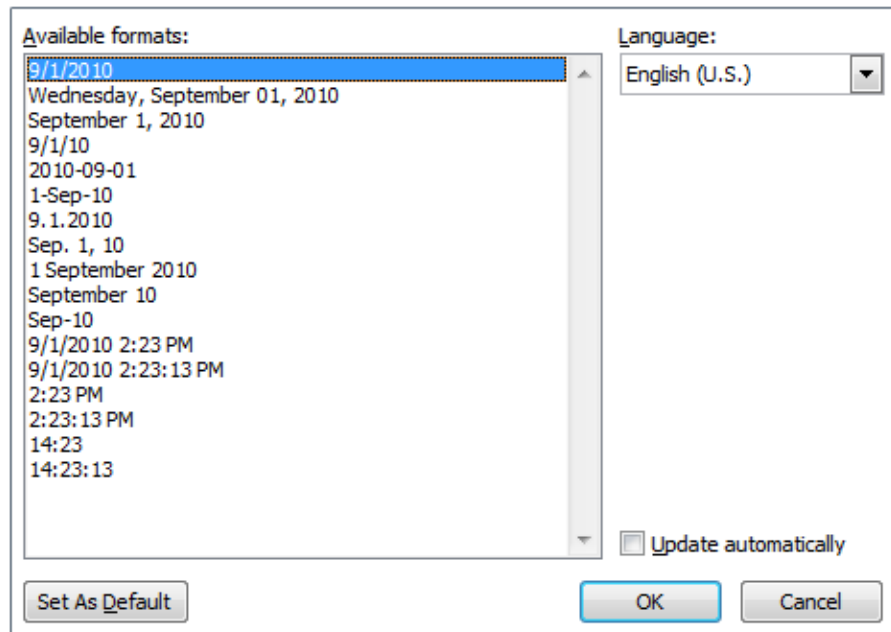 Available formats:
9/1/2010
Wednesday, September 01, 2010
September 1, 2010
9/1/10
2010-09-01
1-Sep-10
9.1.2010
Sep. 1, 10
1 September 2010
September 10
Sep-10
9/1/2010 2:23 PM
9/1/2010 2:23:13 PM
2:23 PM
2:23:13 PM
14:23
14:23:13
Language:
English (U.S.)
Update automatically
Set As Default
OK
Cancel